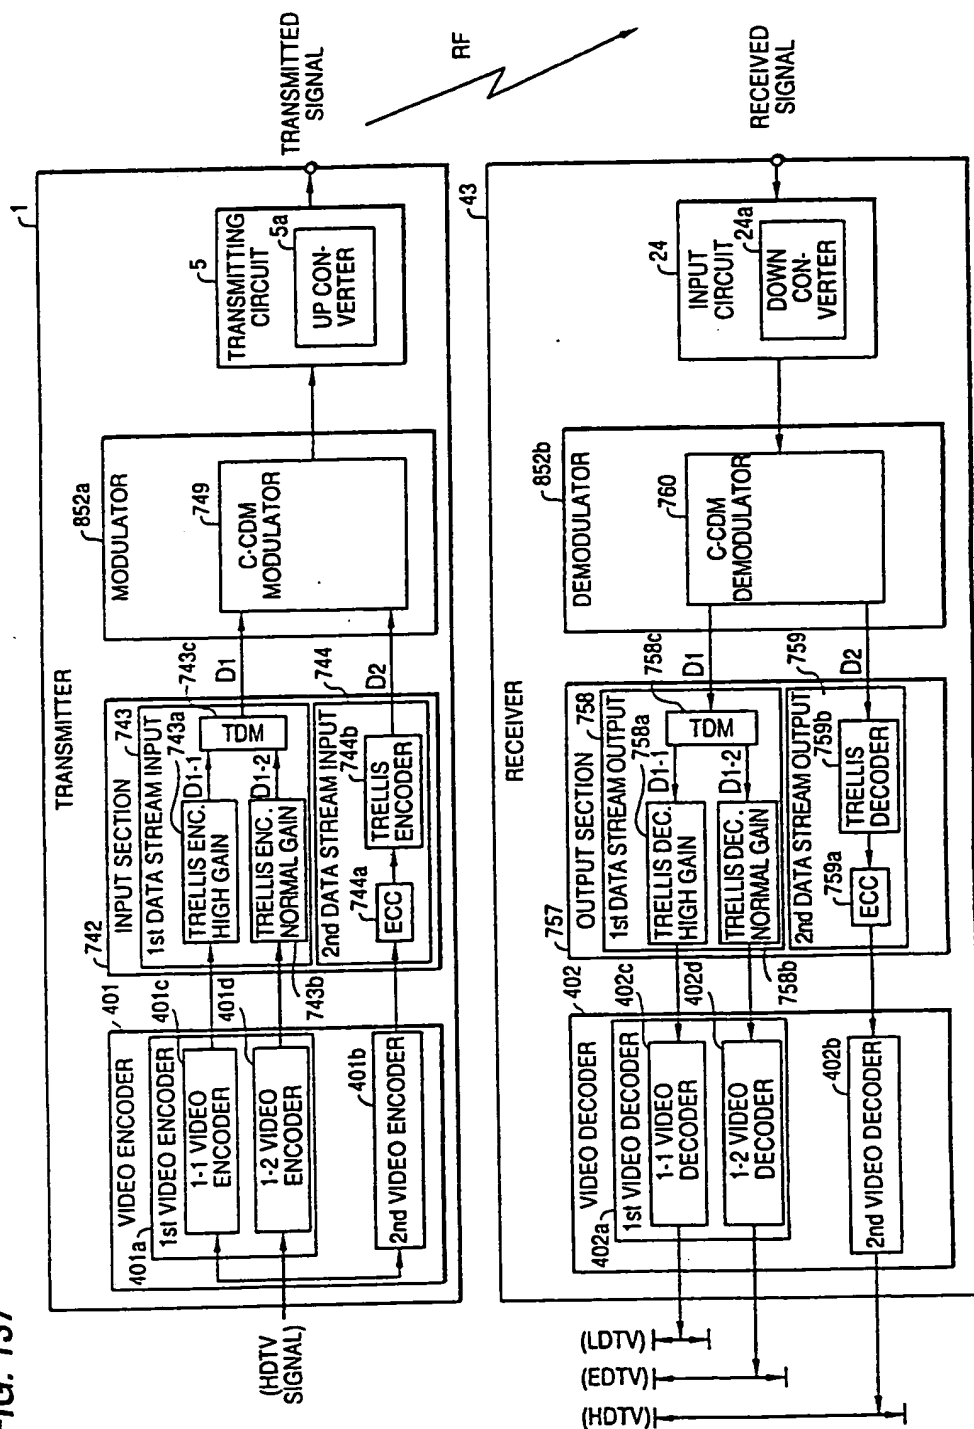 FIG. 157
TRANSMITTER
1
(HDTV
SIGNAL)
VIDEO ENCODER
401
401a
1st VIDEO ENCODER
401c
1-1 VIDEO
ENCODER
401d
1-2 VIDEO
ENCODER
401b
2nd VIDEO ENCODER
742
INPUT SECTION
743
1st DATA STREAM INPUT
743a
TRELLIS ENC.
HIGH GAIN
D1-1
743c
TDM
TRELLIS ENC.
NORMAL GAIN
D1-2
743b
744
2nd DATA STREAM INPUT
744a
ECC
744b
TRELLIS
ENCODER
D1
D2
MODULATOR
852a
749
C-CDM
MODULATOR
5
TRANSMITTING
CIRCUIT
5a
UP CON-
VERTER
TRANSMITTED
SIGNAL
RF
RECEIVER
43
RECEIVED
SIGNAL
24
INPUT
CIRCUIT
24a
DOWN
CON-
VERTER
DEMODULATOR
852b
760
C-CDM
DEMODULATOR
D1
D2
757
OUTPUT SECTION
758
1st DATA STREAM OUTPUT
758a
TRELLIS DEC.
HIGH GAIN
D1-1
758c
TDM
TRELLIS DEC.
NORMAL GAIN
D1-2
758b
759
2nd DATA STREAM OUTPUT
759a
ECC
759b
TRELLIS
DECODER
VIDEO DECODER
402
402a
1st VIDEO DECODER
402c
1-1 VIDEO
DECODER
402d
1-2 VIDEO
DECODER
402b
2nd VIDEO DECODER
(LDTV)
(EDTV)
(HDTV)